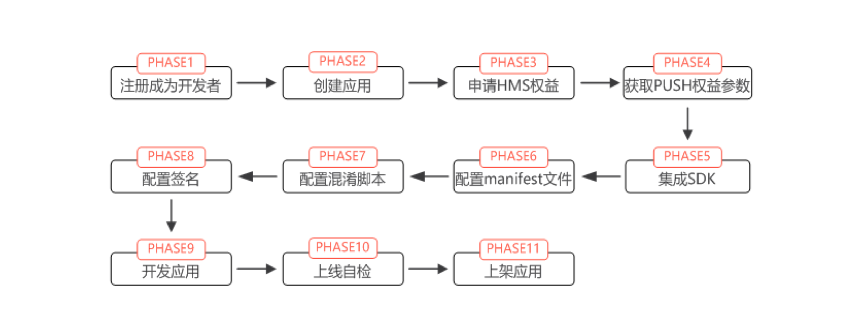 PHASE1
注册成为开发者
PHASE2
创建应用
PHASE3
申请HMS权益
PHASE4
获取PUSH权益参数
PHASE5
集成SDK
PHASE6
配置manifest文件
PHASE7
配置混淆脚本
PHASE8
配置签名
PHASE9
开发应用
PHASE10
上线自检
PHASE11
上架应用